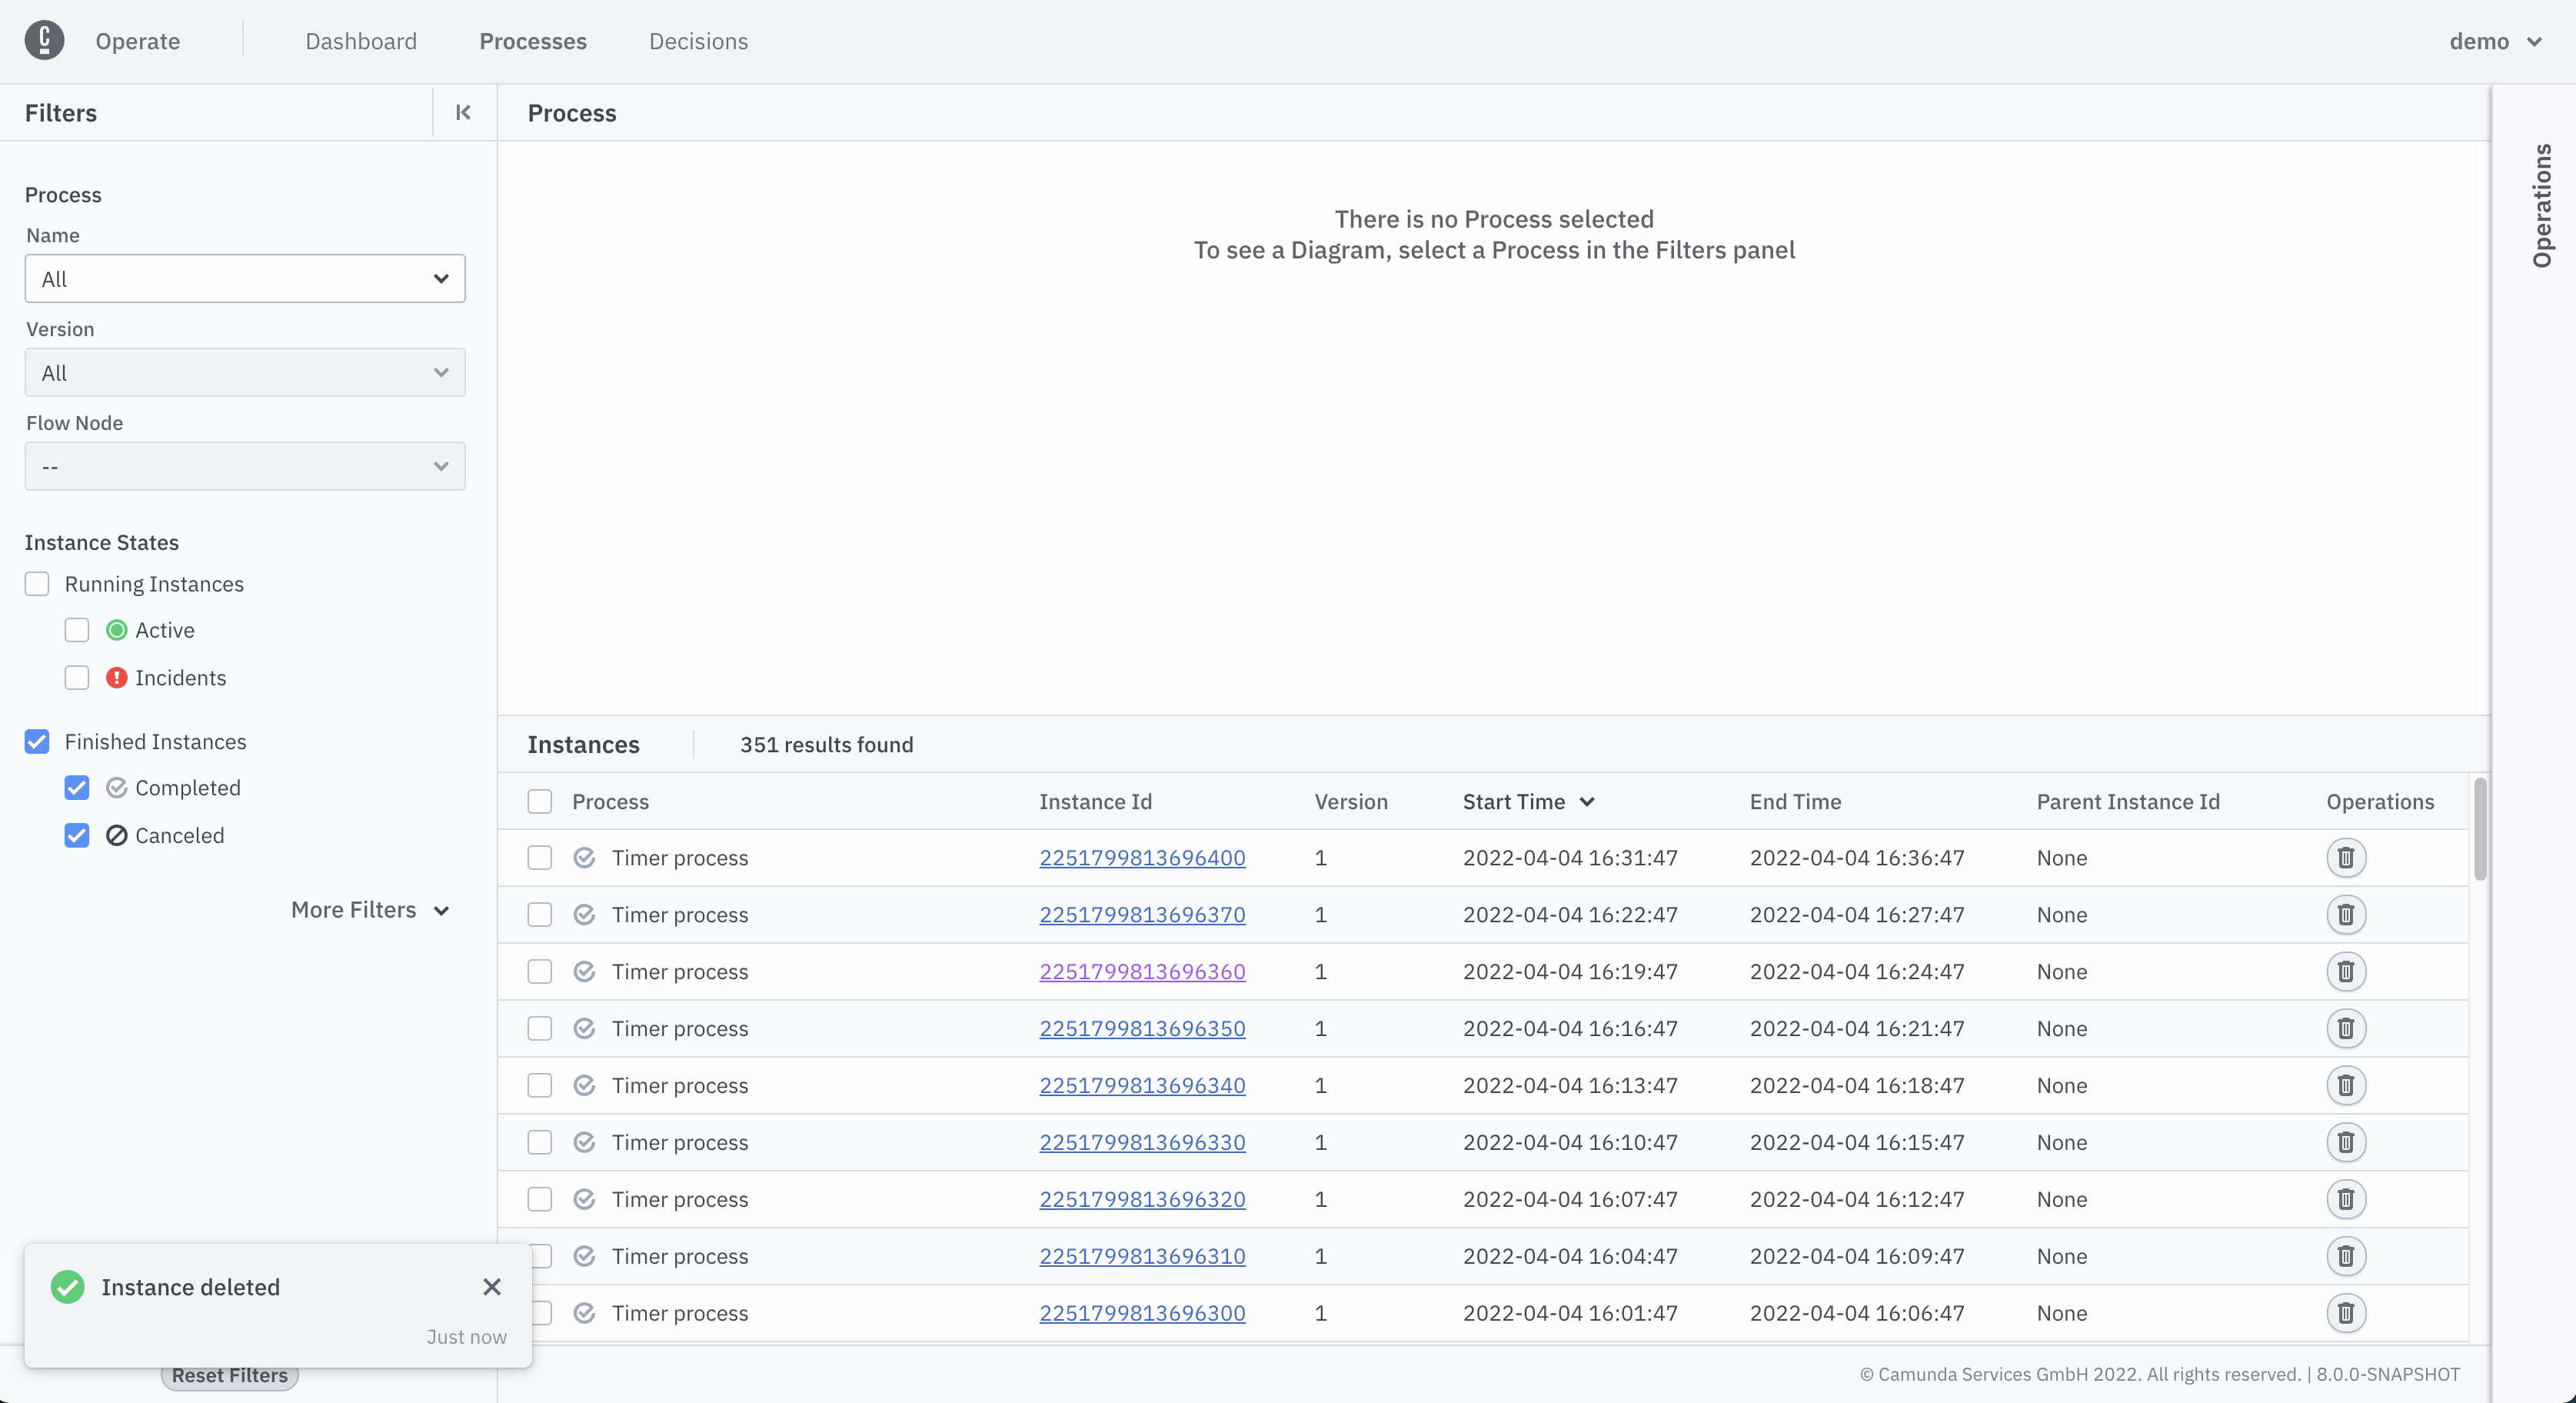 Operate
Dashboard
Processes
Decisions
demo
Filters
Process
Name
All
Version
All
Flow Node
--
Instance States
Running Instances
Active
Incidents
Finished Instances
Completed
Canceled
More Filters
Instance deleted
Just now
Reset Filters
Process
There is no Process selected
To see a Diagram, select a Process in the Filters panel
Instances 351 results found
Process Instance Id Version Start Time End Time Parent Instance Id Operations
Timer process 2251799813696400 1 2022-04-04 16:31:47 2022-04-04 16:36:47 None
Timer process 2251799813696370 1 2022-04-04 16:22:47 2022-04-04 16:27:47 None
Timer process 2251799813696360 1 2022-04-04 16:19:47 2022-04-04 16:24:47 None
Timer process 2251799813696350 1 2022-04-04 16:16:47 2022-04-04 16:21:47 None
Timer process 2251799813696340 1 2022-04-04 16:13:47 2022-04-04 16:18:47 None
Timer process 2251799813696330 1 2022-04-04 16:10:47 2022-04-04 16:15:47 None
Timer process 2251799813696320 1 2022-04-04 16:07:47 2022-04-04 16:12:47 None
Timer process 2251799813696310 1 2022-04-04 16:04:47 2022-04-04 16:09:47 None
Timer process 2251799813696300 1 2022-04-04 16:01:47 2022-04-04 16:06:47 None
© Camunda Services GmbH 2022. All rights reserved. | 8.0.0-SNAPSHOT
Operations